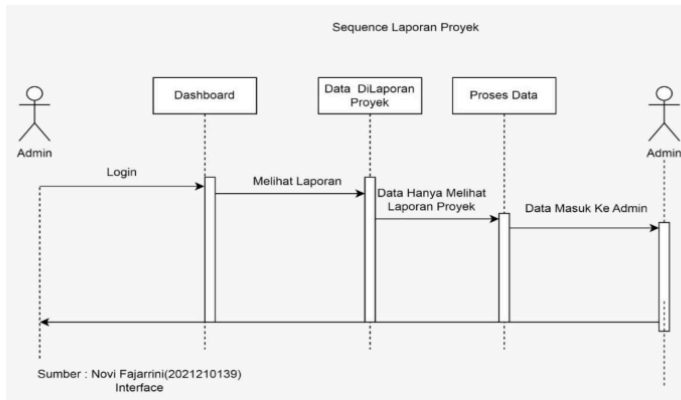 Sequence Laporan Proyek
Dashboard
Data DiLaporan
Proyek
Proses Data
Admin
Admin
Login
Melihat Laporan
Data Hanya Melihat
Laporan Proyek
Data Masuk Ke Admin
Sumber : Novi Fajarrini(2021210139)
Interface